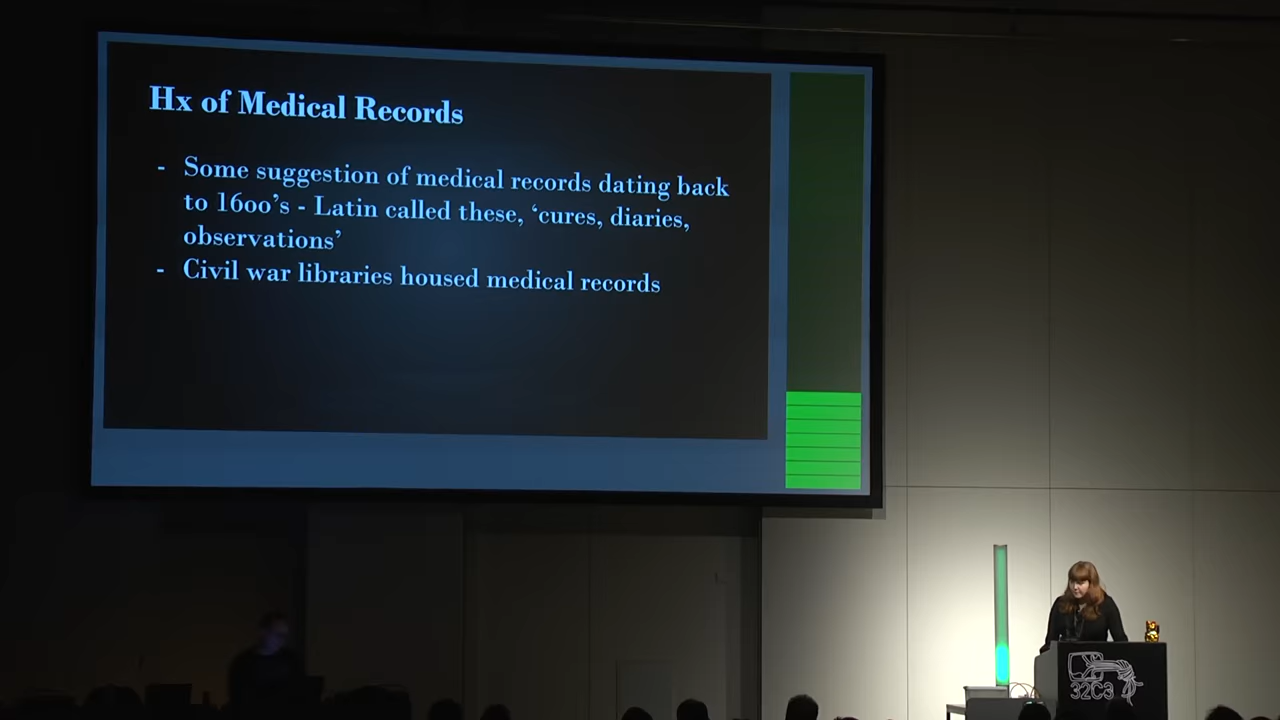 Hx of Medical Records
- Some suggestion of medical records dating back
to 1600's - Latin called these, ‘cures, diaries,
observations’
- Civil war libraries housed medical records
32C3